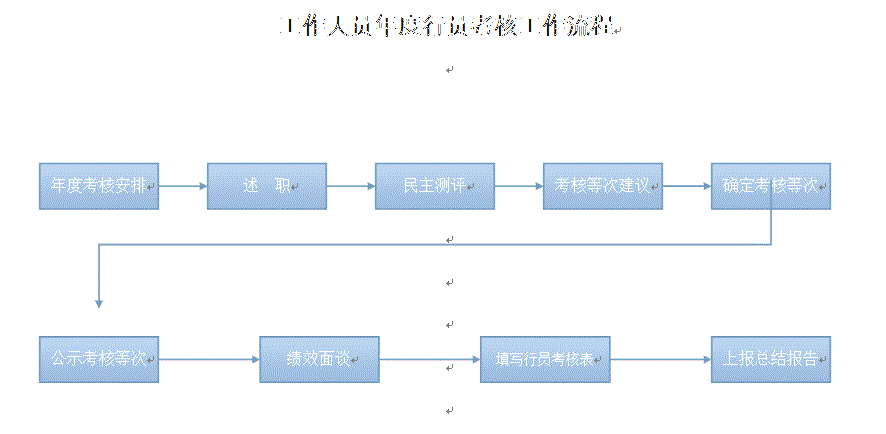 工作人员年度行员考核工作流程
年度考核安排
述 职
民主测评
考核等次建议
确定考核等次
公示考核等次
绩效面谈
填写行员考核表
上报总结报告